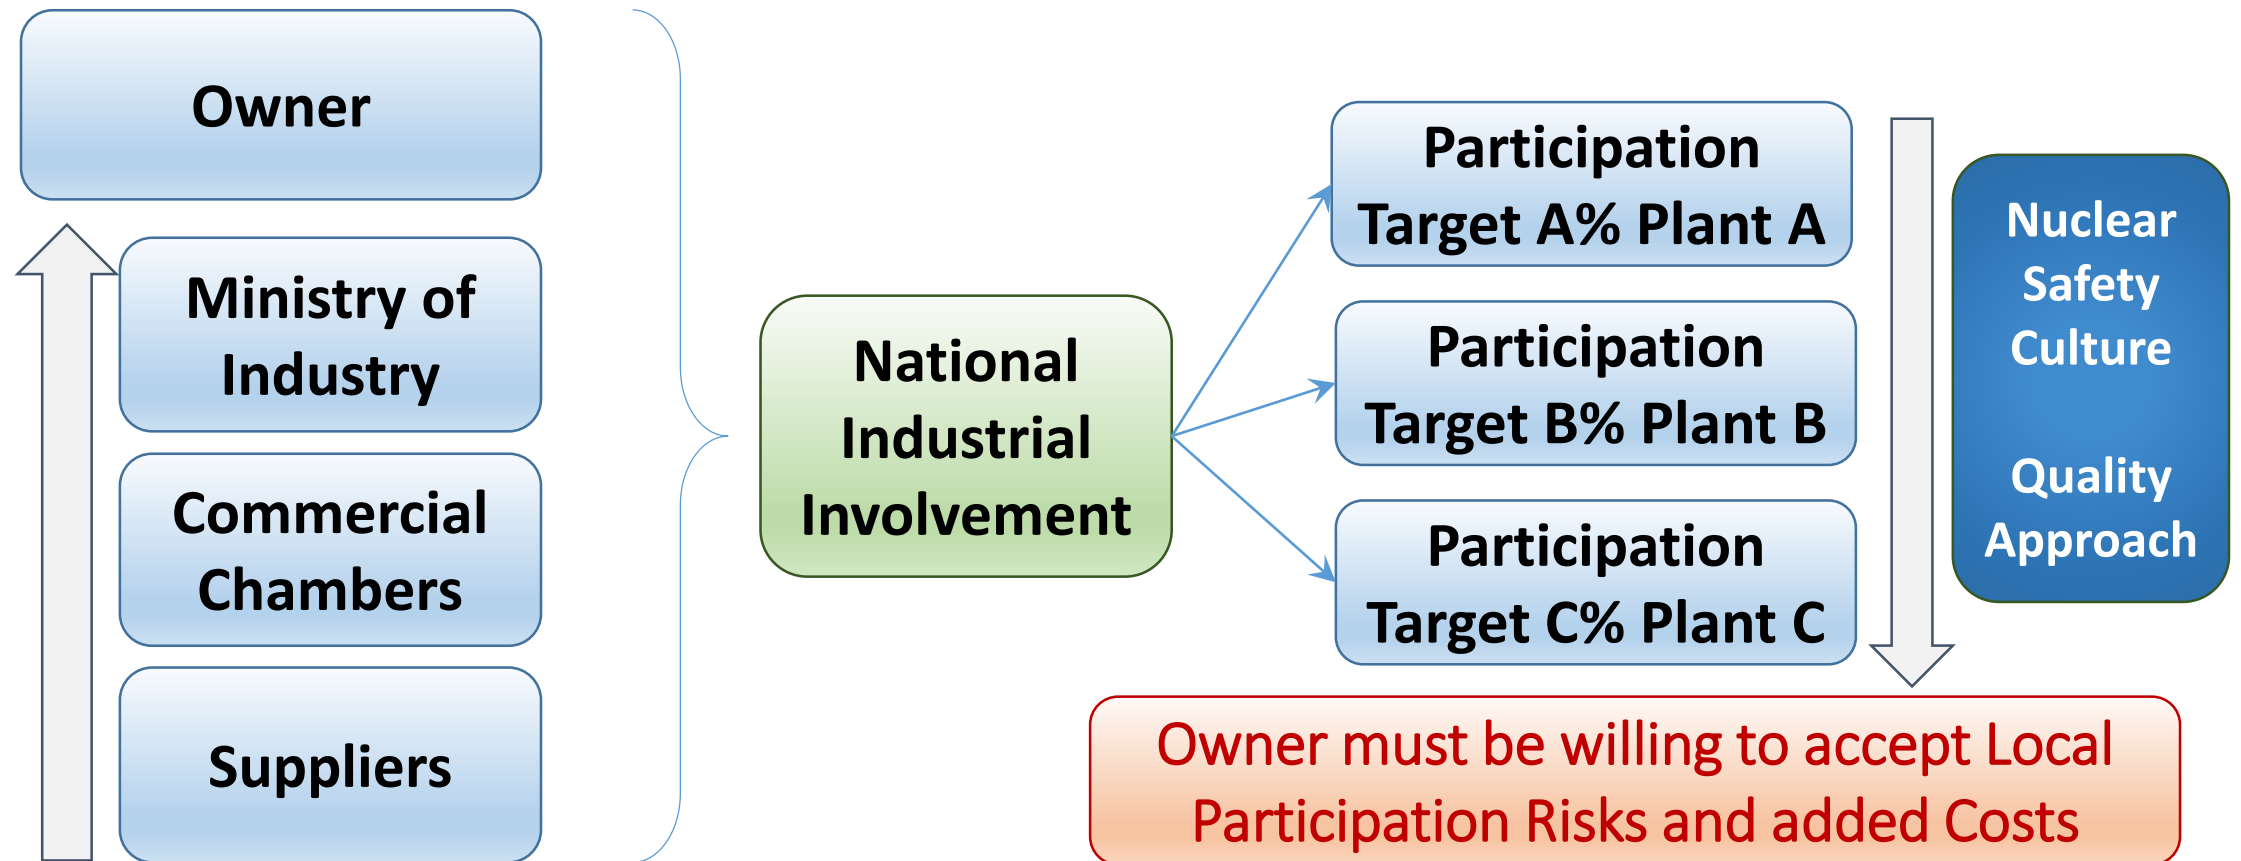 Owner
Ministry of
Industry
Commercial
Chambers
Suppliers
National
Industrial
Involvement
Participation
Target A% Plant A
Participation
Target B% Plant B
Participation
Target C% Plant C
Nuclear
Safety
Culture
Quality
Approach
Owner must be willing to accept Local
Participation Risks and added Costs